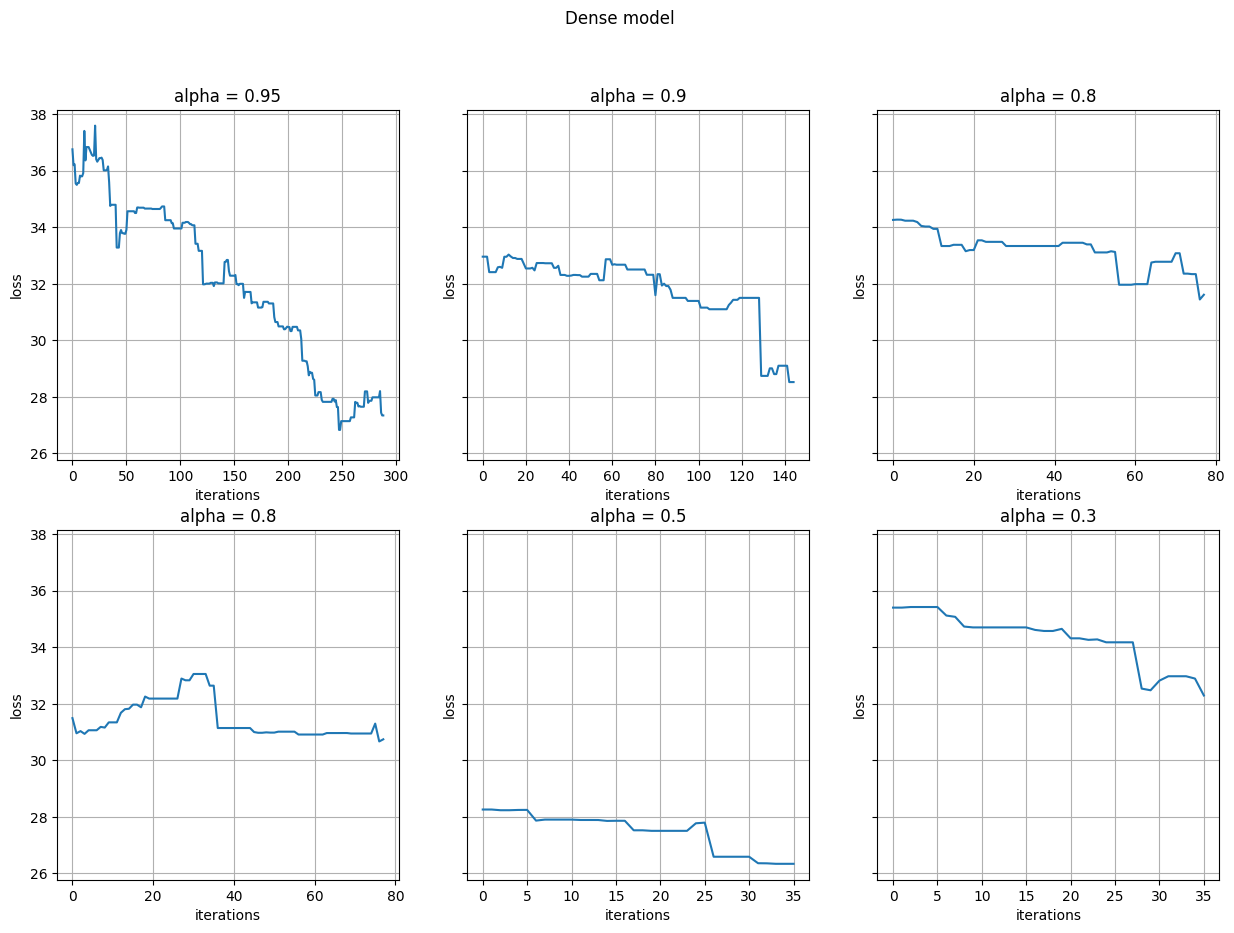 Dense model
alpha = 0.95
alpha = 0.9
alpha = 0.8
38
36
34
32
30
28
26
loss
loss
loss
0 50 100 150 200 250 300
0 20 40 60 80 100 120 140
0 20 40 60 80
iterations
iterations
iterations
alpha = 0.8
alpha = 0.5
alpha = 0.3
38
36
34
32
30
28
26
loss
loss
loss
0 20 40 60 80
0 5 10 15 20 25 30 35
0 5 10 15 20 25 30 35
iterations
iterations
iterations